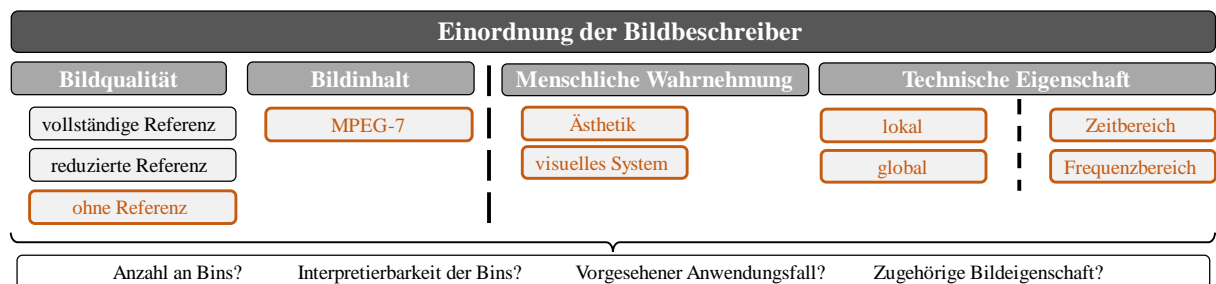 Einordnung der Bildbeschreiber
Bildqualität
Bildinhalt
Menschliche Wahrnehmung
Technische Eigenschaft
vollständige Referenz
MPEG-7
Ästhetik
lokal
Zeitbereich
reduzierte Referenz
visuelles System
global
Frequenzbereich
ohne Referenz
Anzahl an Bins?
Interpretierbarkeit der Bins?
Vorgesehener Anwendungsfall?
Zugehörige Bildeigenschaft?